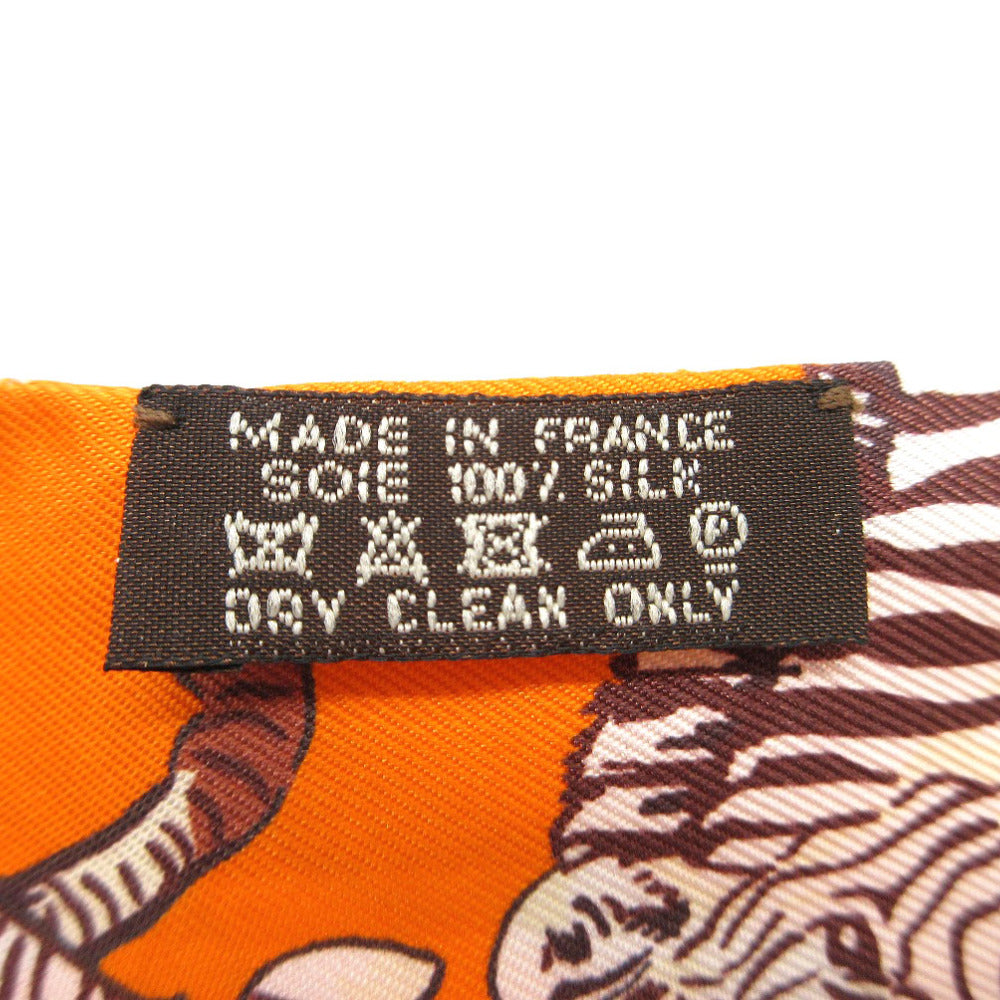 MADE IN FRANCE
SOIE 100% SILK
P
DRY CLEAN ONLY